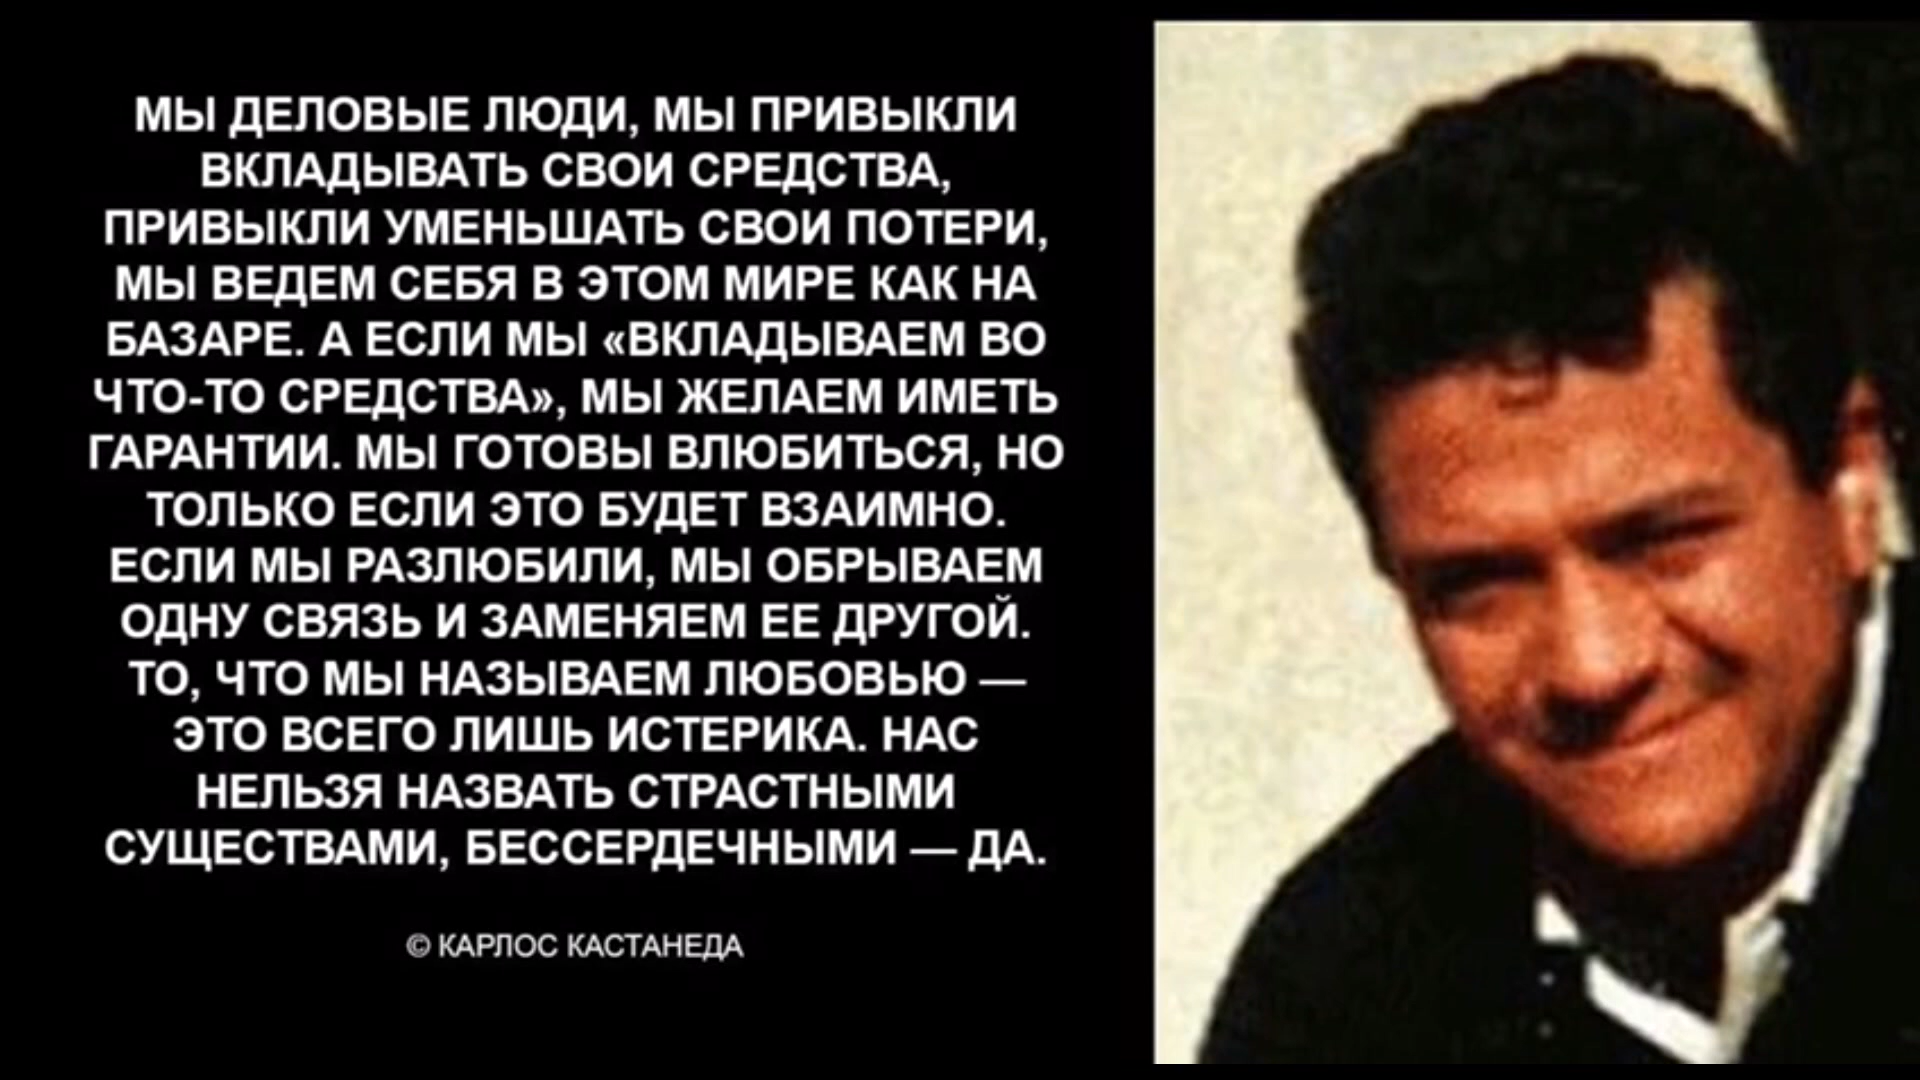 МЫ ДЕЛОВЫЕ ЛЮДИ, МЫ ПРИВЫКЛИ
ВКЛАДЫВАТЬ СВОИ СРЕДСТВА,
ПРИВЫКЛИ УМЕНЬШАТЬ СВОИ ПОТЕРИ,
МЫ ВЕДЕМ СЕБЯ В ЭТОМ МИРЕ КАК НА
БАЗАРЕ. А ЕСЛИ МЫ «ВКЛАДЫВАЕМ ВО
ЧТО-ТО СРЕДСТВА», МЫ ЖЕЛАЕМ ИМЕТЬ
ГАРАНТИИ. МЫ ГОТОВЫ ВЛЮБИТЬСЯ, НО
ТОЛЬКО ЕСЛИ ЭТО БУДЕТ ВЗАИМНО.
ЕСЛИ МЫ РАЗЛЮБИЛИ, МЫ ОБРЫВАЕМ
ОДНУ СВЯЗЬ И ЗАМЕНЯЕМ ЕЕ ДРУГОЙ.
ТО, ЧТО МЫ НАЗЫВАЕМ ЛЮБОВЬЮ —
ЭТО ВСЕГО ЛИШЬ ИСТЕРИКА. НАС
НЕЛЬЗЯ НАЗВАТЬ СТРАСТНЫМИ
СУЩЕСТВАМИ, БЕССЕРДЕЧНЫМИ — ДА.
© КАРЛОС КАСТАНЕДА